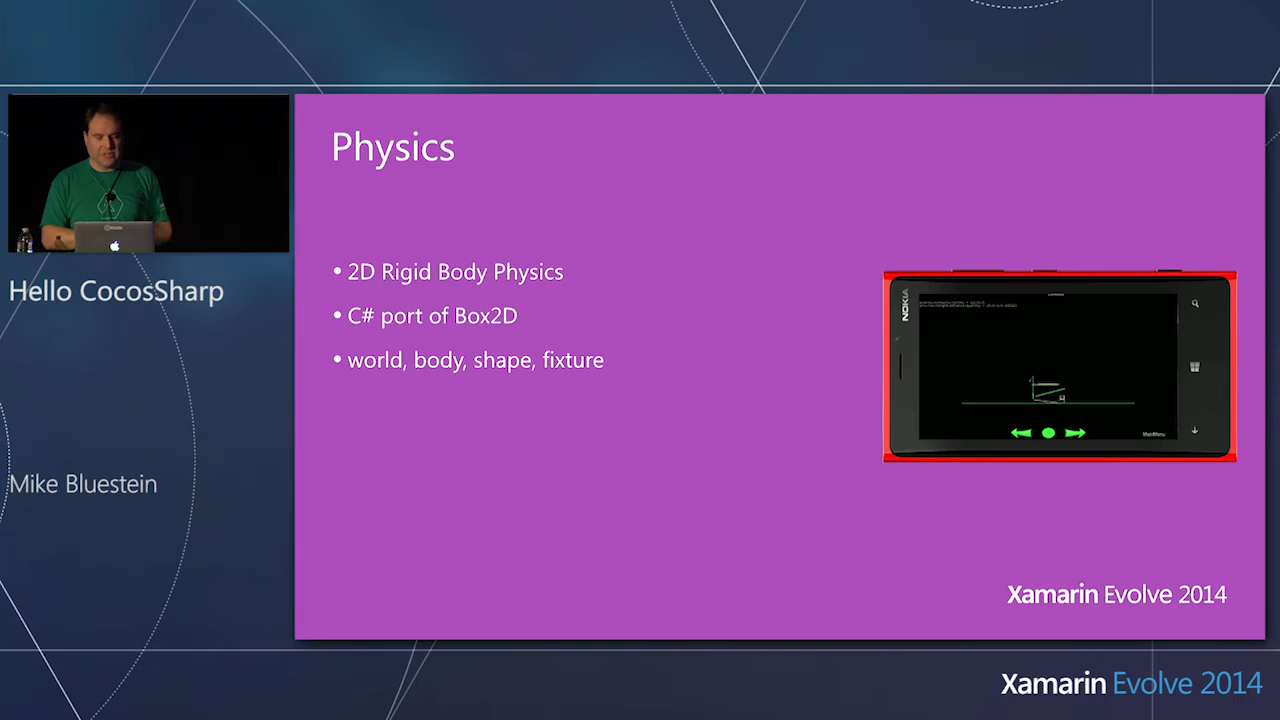 Hello CocosSharp
Mike Bluestein
Physics
• 2D Rigid Body Physics
• C# port of Box2D
• world, body, shape, fixture
NOKIA
MainMenu
Xamarin Evolve 2014
Xamarin Evolve 2014